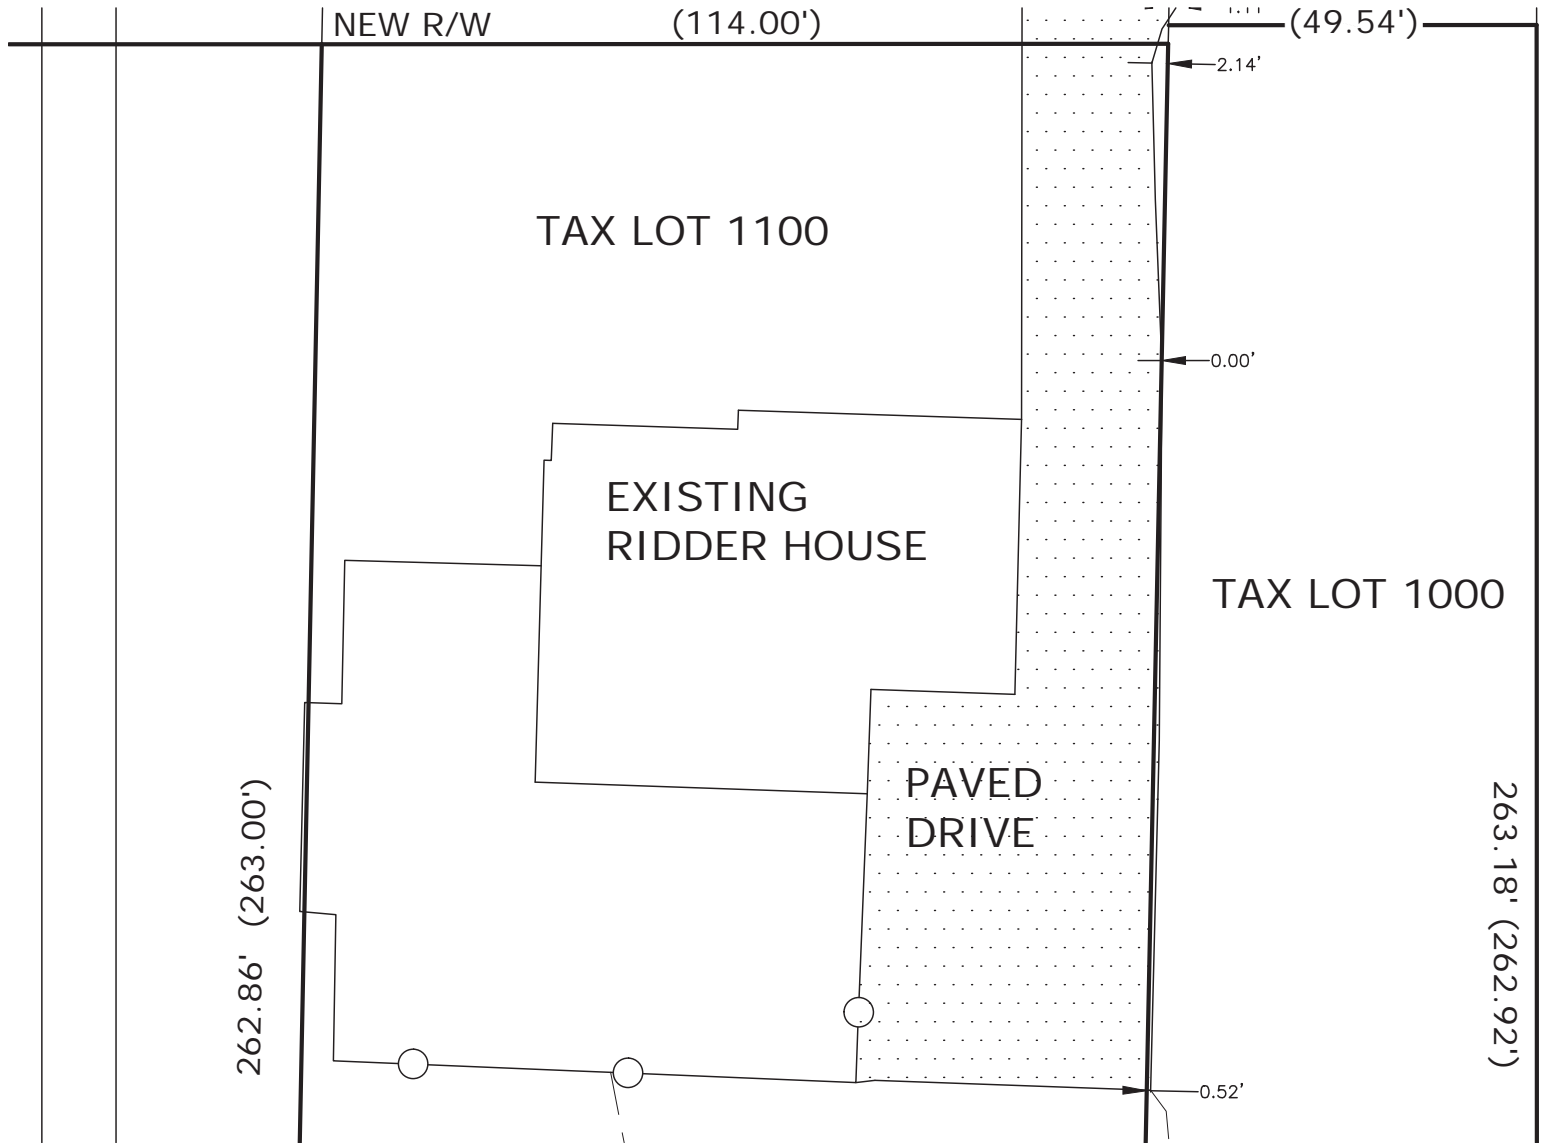 NEW R/W
(114.00')
(49.54')
2.14'
TAX LOT 1100
0.00'
EXISTING
RIDDER HOUSE
TAX LOT 1000
PAVED
DRIVE
262.86' (263.00')
263.18' (262.92')
0.52'